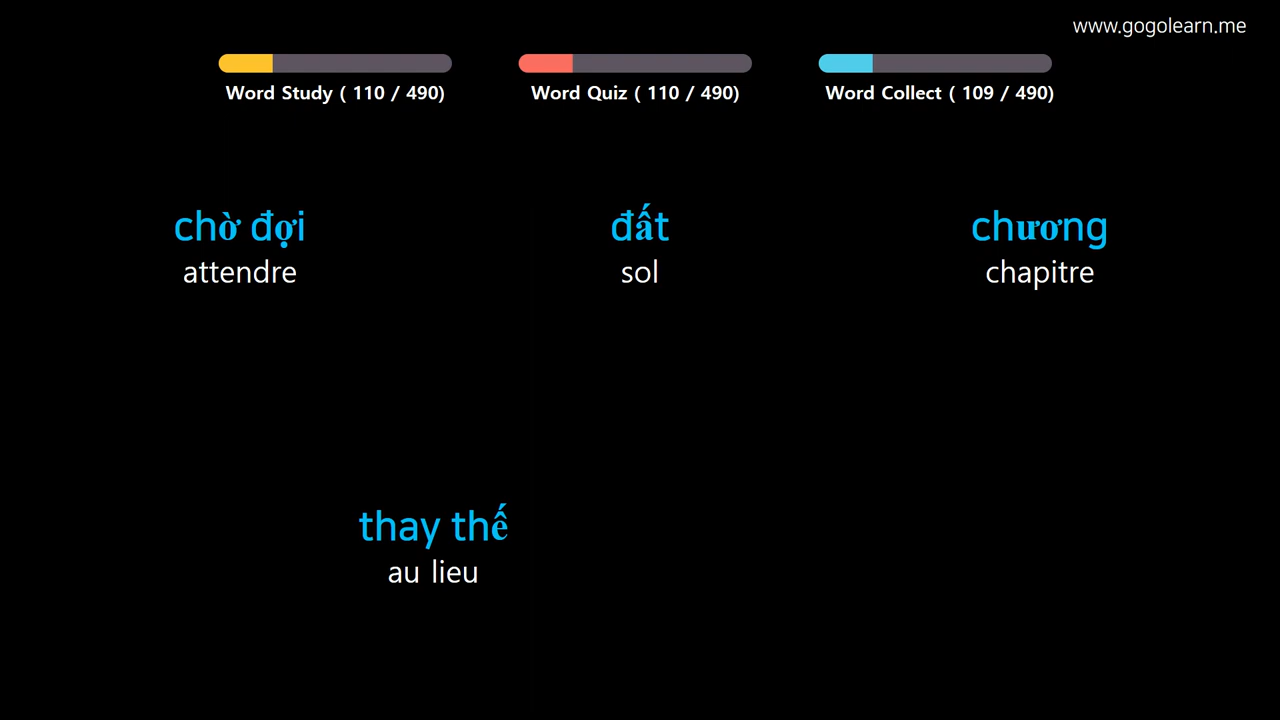 www.gogolearn.me
Word Study ( 110 / 490)
Word Quiz ( 110 / 490)
Word Collect ( 109 / 490)
chờ đợi
attendre
đất
sol
chương
chapitre
thay thế
au lieu